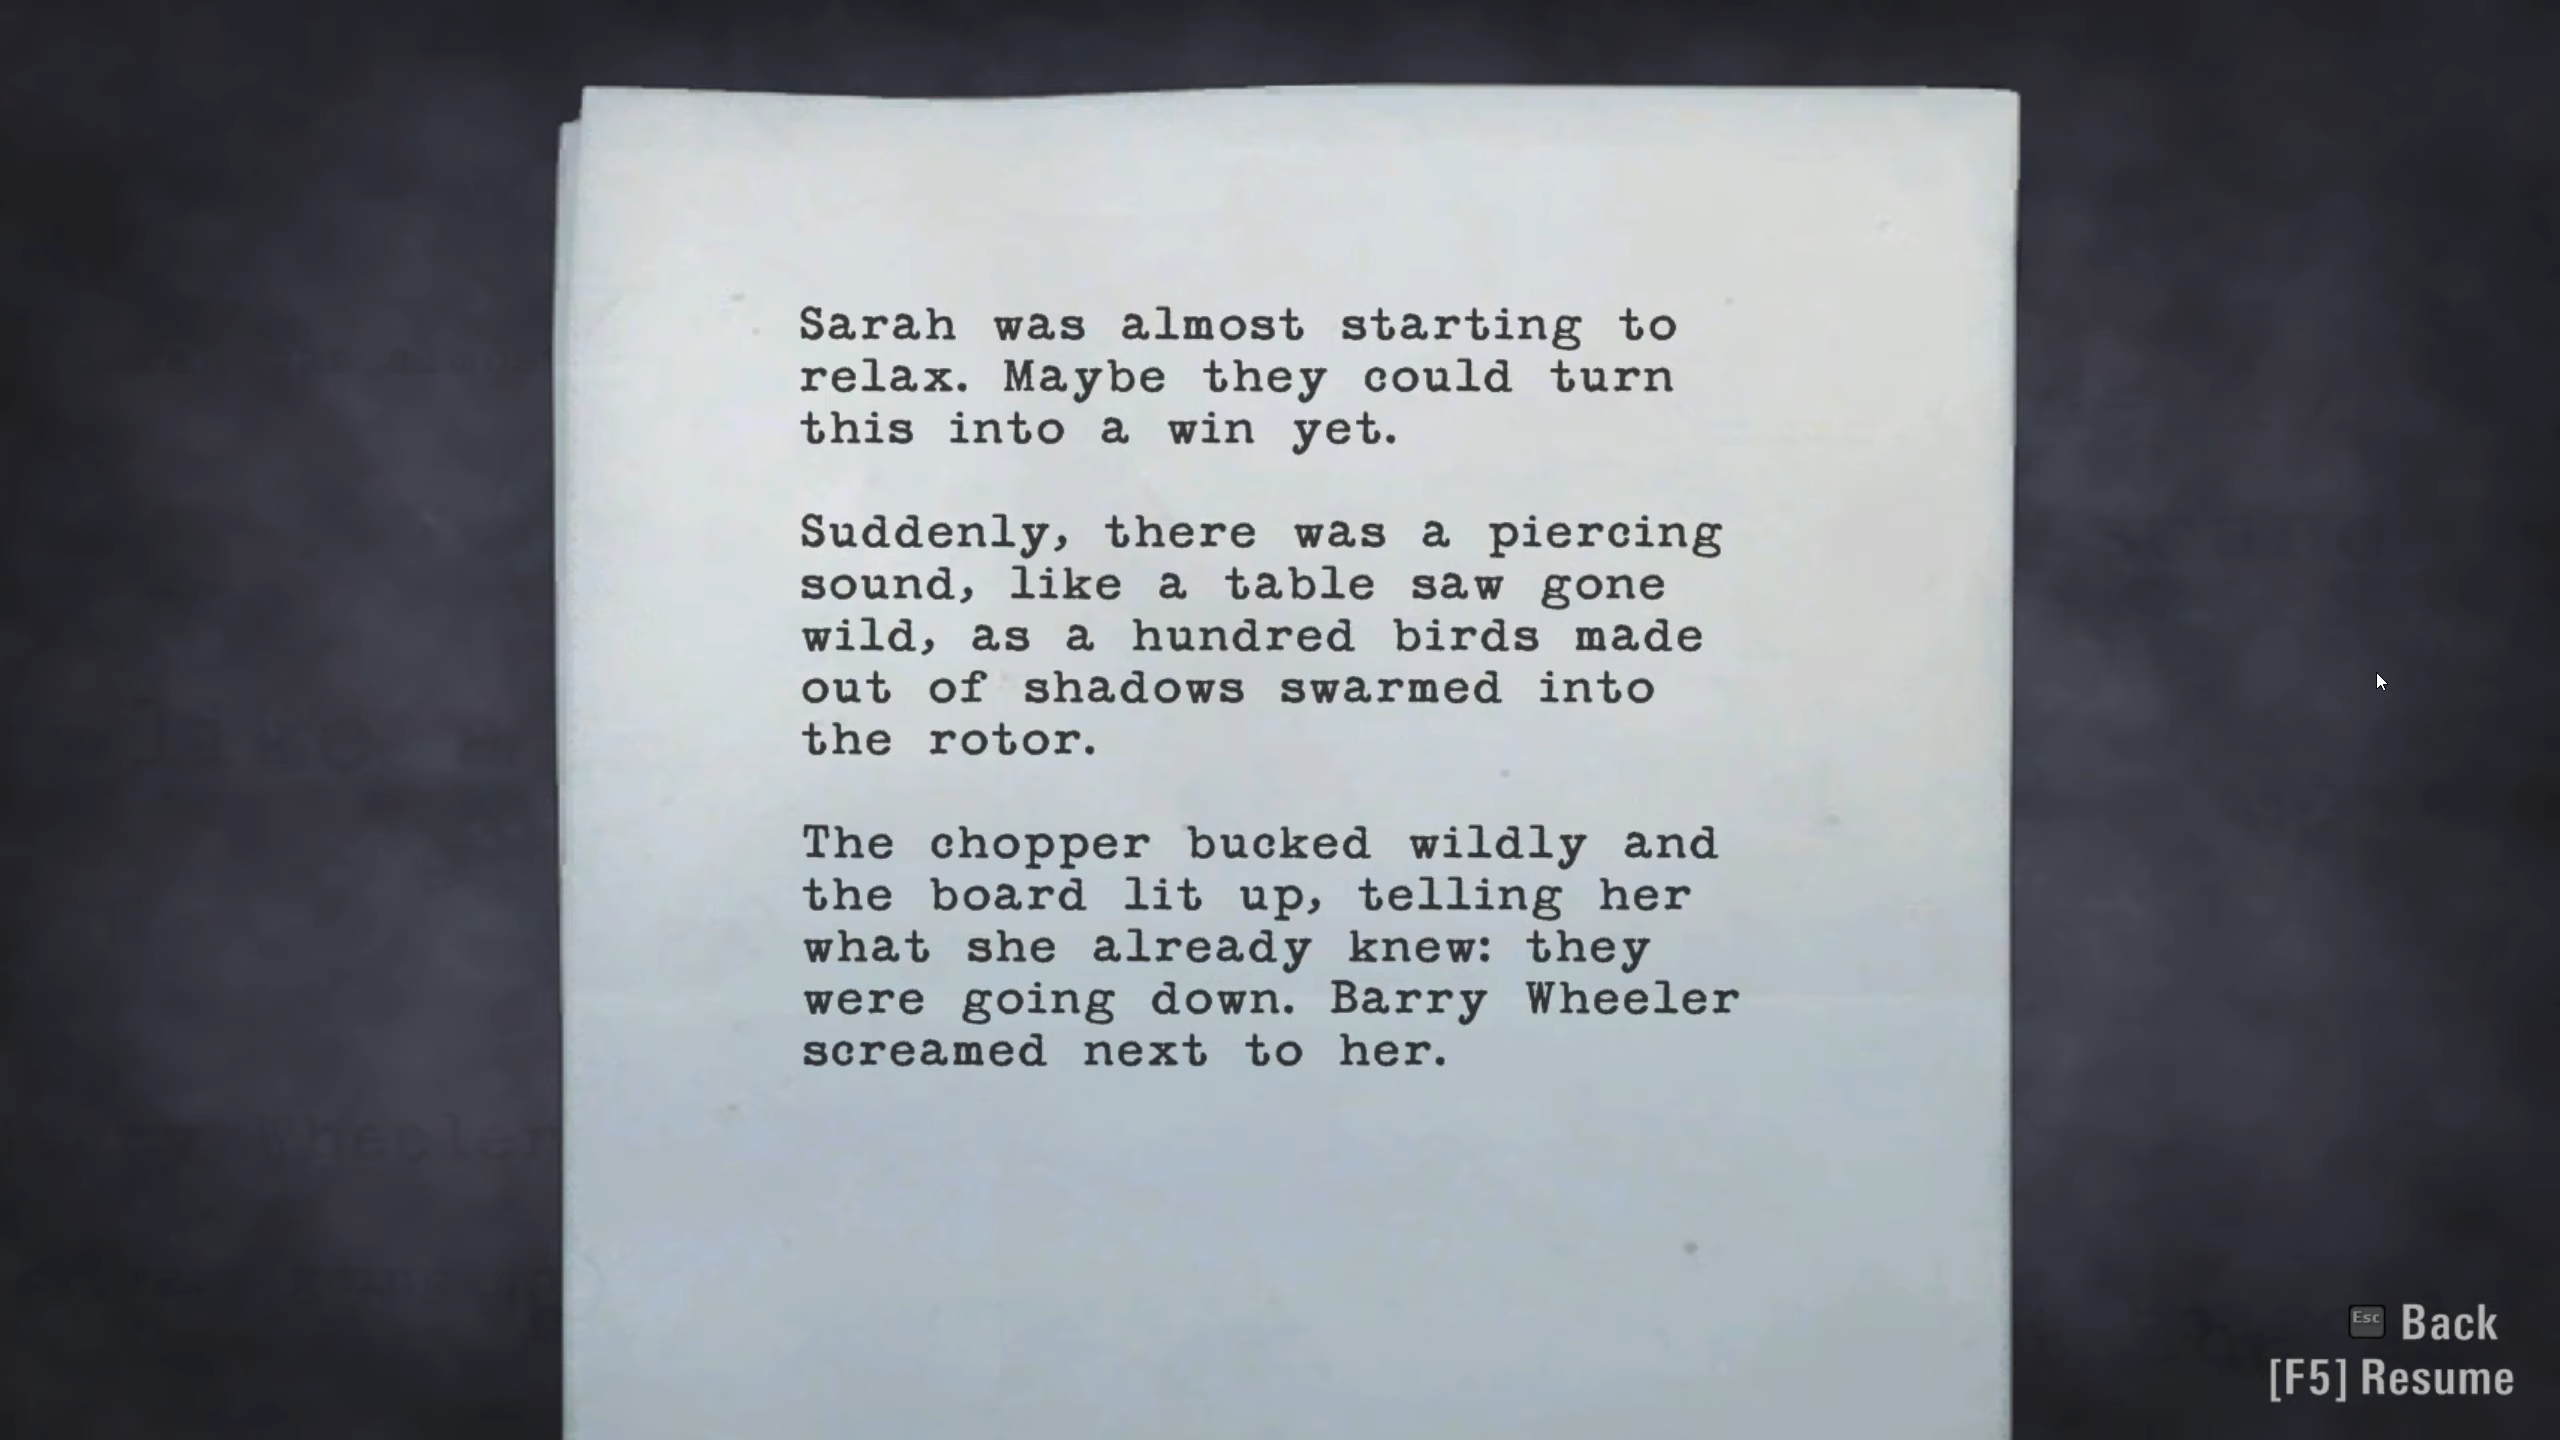 Sarah was almost starting to
relax. Maybe they could turn
this into a win yet.
Suddenly, there was a piercing
sound, like a table saw gone
wild, as a hundred birds made
out of shadows swarmed into
the rotor.
The chopper bucked wildly and
the board lit up, telling her
what she already knew: they
were going down. Barry Wheeler
screamed next to her.
Esc Back
[F5] Resume